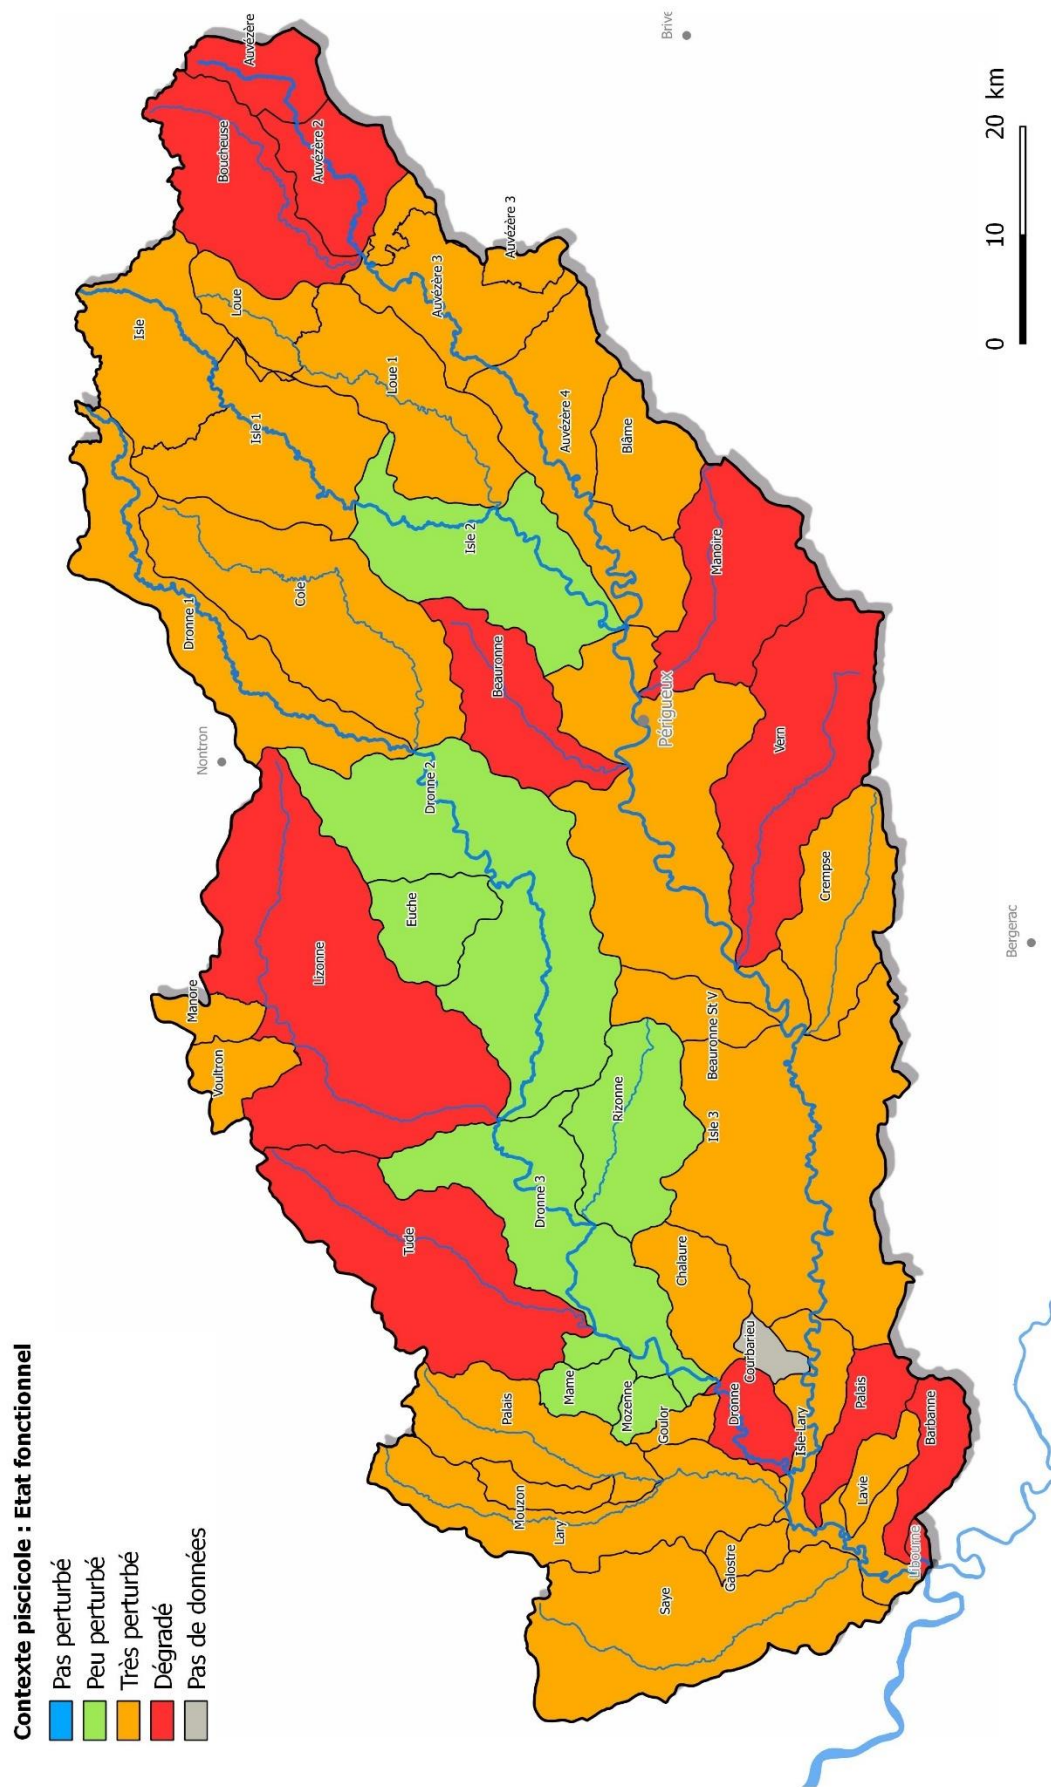 Contexte piscicole : Etat fonctionnel
Pas perturbé
Peu perturbé
Très perturbé
Dégradé
Pas de données
Nontron
Brive
Bergerac
Périgueux
Libourne
Manore
Voultron
Lizonne
Tude
Euche
Dronne 1
Dronne 2
Dronne 3
Cole
Isle
Isle 1
Isle 2
Loue
Loue 1
Boucheuse
Auvézère
Auvézère 2
Auvézère 3
Auvézère 3
Auvézère 4
Blâme
Manoire
Beauronne
Vern
Crempse
Beauronne St V
Isle 3
Rizonne
Chalaure
Courbarieu
Mame
Mozenne
Goulor
Dronne
Isle-Lary
Palais
Mouzon
Lary
Galostre
Saye
Palais
Lavie
Barbanne
0 10 20 km